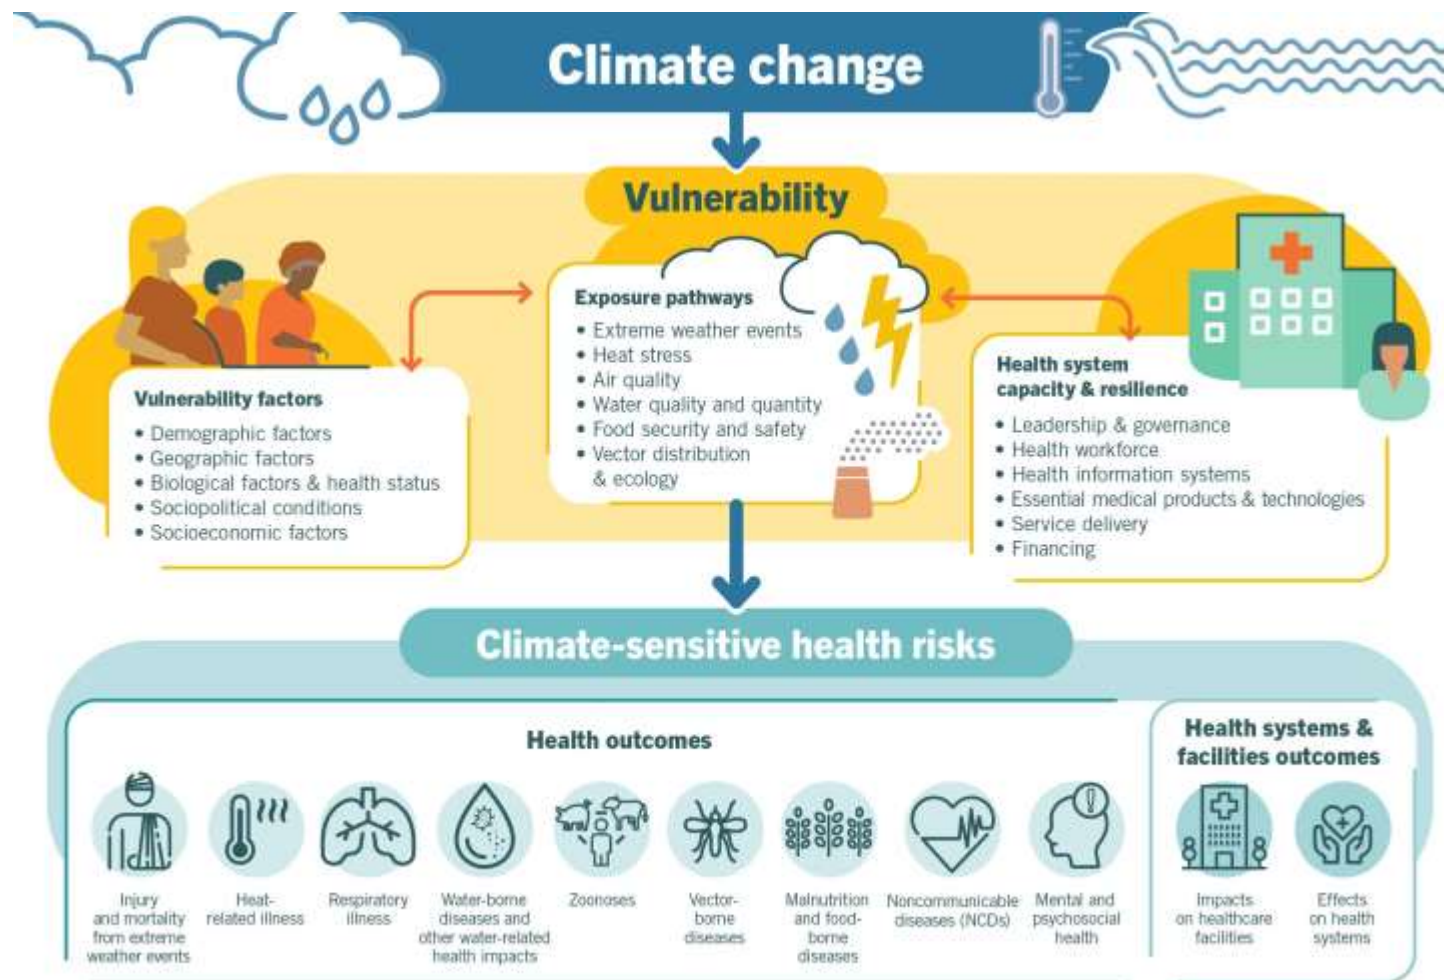 Climate change
Vulnerability
Vulnerability factors
• Demographic factors
• Geographic factors
• Biological factors & health status
• Sociopolitical conditions
• Socioeconomic factors
Exposure pathways
• Extreme weather events
• Heat stress
• Air quality
• Water quality and quantity
• Food security and safety
• Vector distribution
& ecology
Health system
capacity & resilience
• Leadership & governance
• Health workforce
• Health information systems
• Essential medical products & technologies
• Service delivery
• Financing
Climate-sensitive health risks
Health outcomes
Injury
and mortality
from extreme
weather events
Heat-
related illness
Respiratory
illness
Water-borne
diseases and
other water-related
health impacts
Zoonoses
Vector-
borne
diseases
Malnutrition
and food-
borne
diseases
Noncommunicable
diseases (NCDs)
Mental and
psychosocial
health
Health systems &
facilities outcomes
Impacts
on healthcare
facilities
Effects
on health
systems